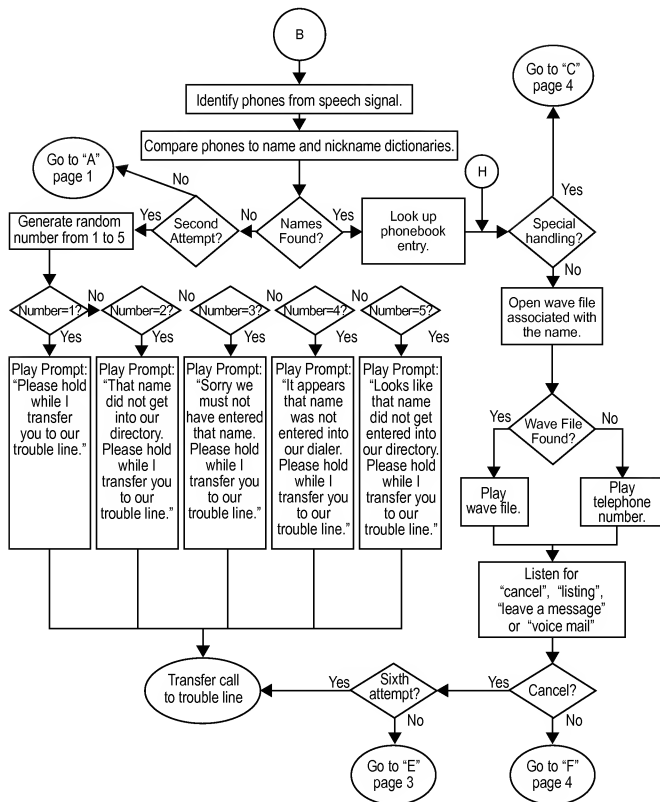 B
Go to “C”
page 4
Identify phones from speech signal.
Compare phones to name and nickname dictionaries.
Go to “A”
page 1
No
H
Yes
Generate random
number from 1 to 5
Yes
Second
Attempt?
No
Names
Found?
Yes
Look up
phonebook
entry.
Special
handling?
No
Open wave file
associated with
the name.
Number=1?
No
Number=2?
No
Number=3?
No
Number=4?
No
Number=5?
Yes
Yes
Yes
Yes
Yes
Play Prompt:
“Please hold
while I
transfer
you to our
trouble line.”
Play Prompt:
“That name
did not get
into our
directory.
Please hold
while I
transfer you
to our
trouble line.”
Play Prompt:
“Sorry we
must not
have entered
that name.
Please hold
while I
transfer you
to our
trouble line.”
Play Prompt:
“It appears
that name
was not
entered into
our dialer.
Please hold
while I
transfer you
to our
trouble line.”
Play Prompt:
“Looks like
that name
did not get
entered into
our directory.
Please hold
while I
transfer you
to our
trouble line.”
Yes
Wave File
Found?
No
Play
wave file.
Play
telephone
number.
Listen for
“cancel”, “listing”,
“leave a message”
or “voice mail”
Transfer call
to trouble line
Yes
Sixth
attempt?
Yes
Cancel?
No
No
Go to “E”
page 3
Go to “F”
page 4